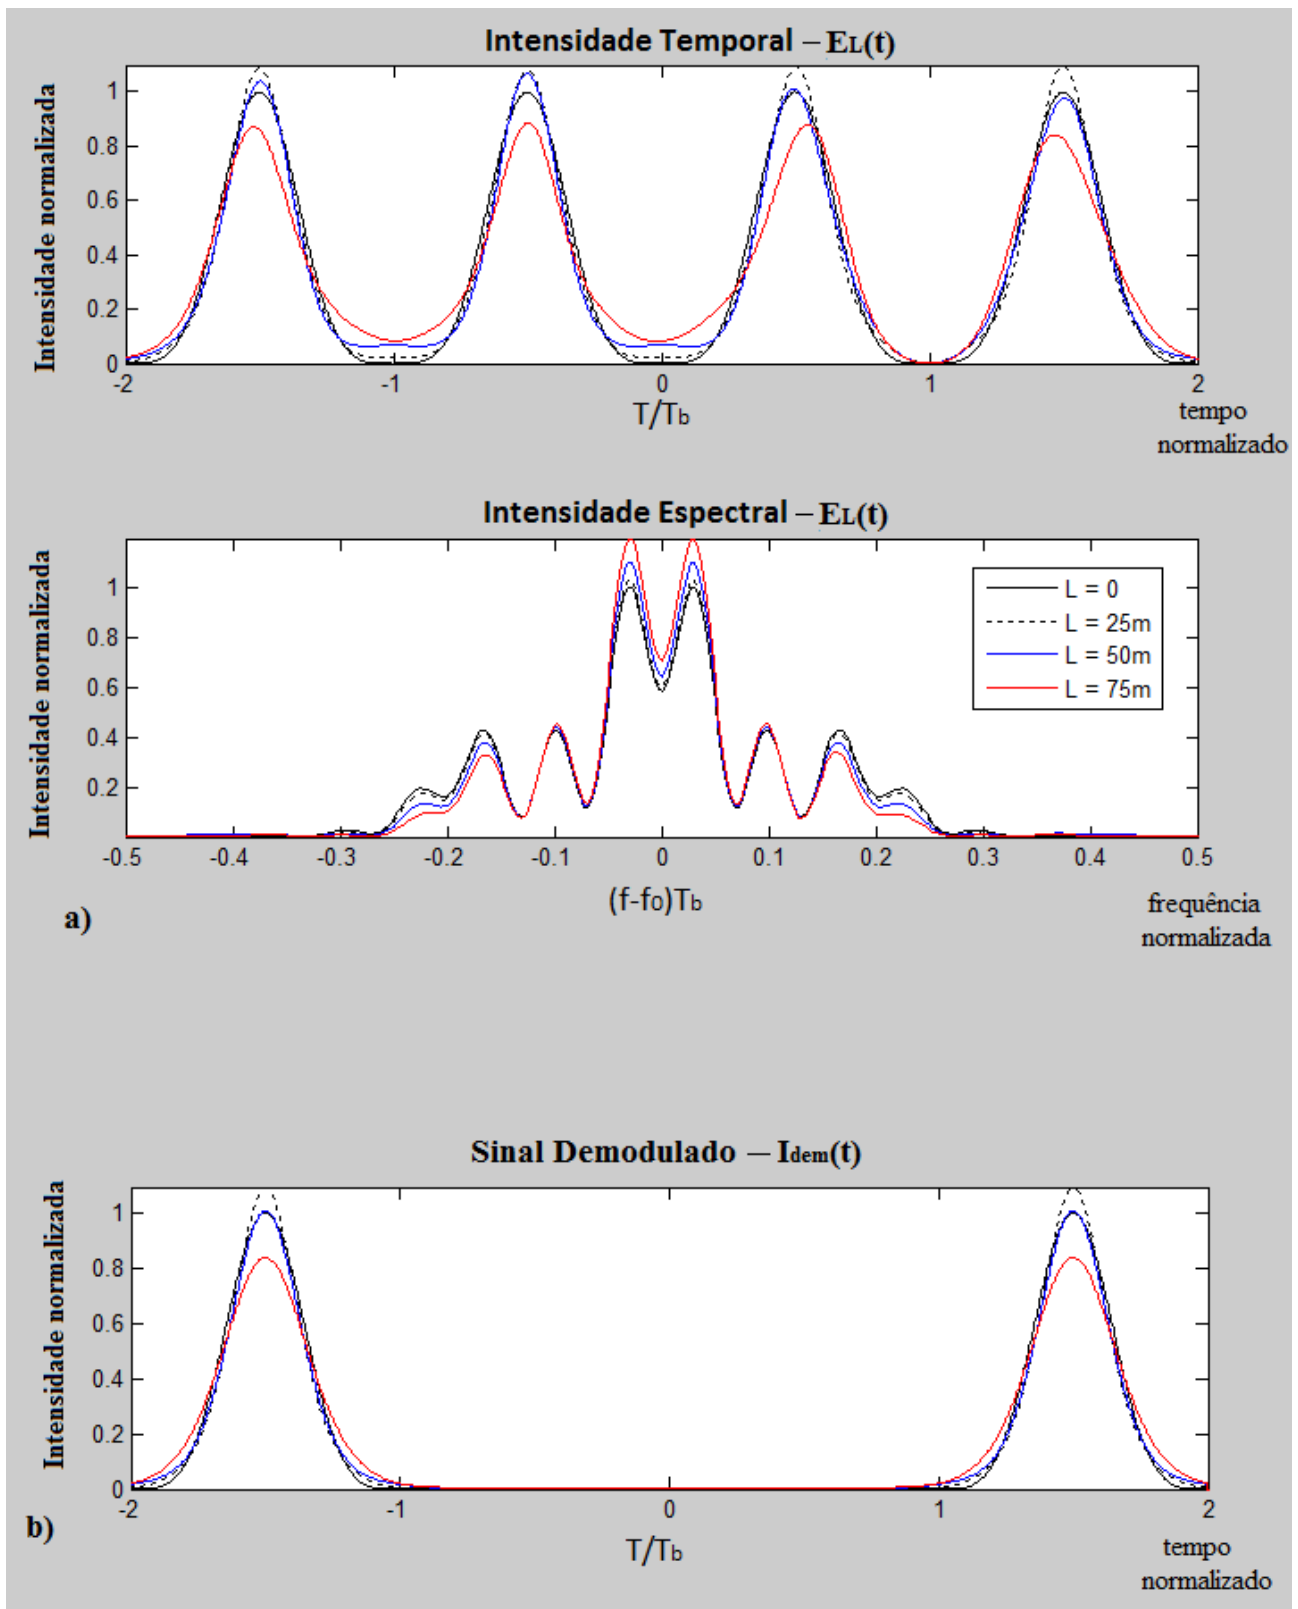 Intensidade Temporal – EL(t)
Intensidade normalizada
1
0.8
0.6
0.4
0.2
0
-2 -1 0 1 2
T/Tb
tempo
normalizado
Intensidade Espectral – EL(t)
Intensidade normalizada
1
0.8
0.6
0.4
0.2
L = 0
L = 25m
L = 50m
L = 75m
-0.5 -0.4 -0.3 -0.2 -0.1 0 0.1 0.2 0.3 0.4 0.5
(f-f0)Tb
frequência
normalizada
a)
Sinal Demodulado – Idem(t)
Intensidade normalizada
1
0.8
0.6
0.4
0.2
0
-2 -1 0 1 2
T/Tb
tempo
normalizado
b)